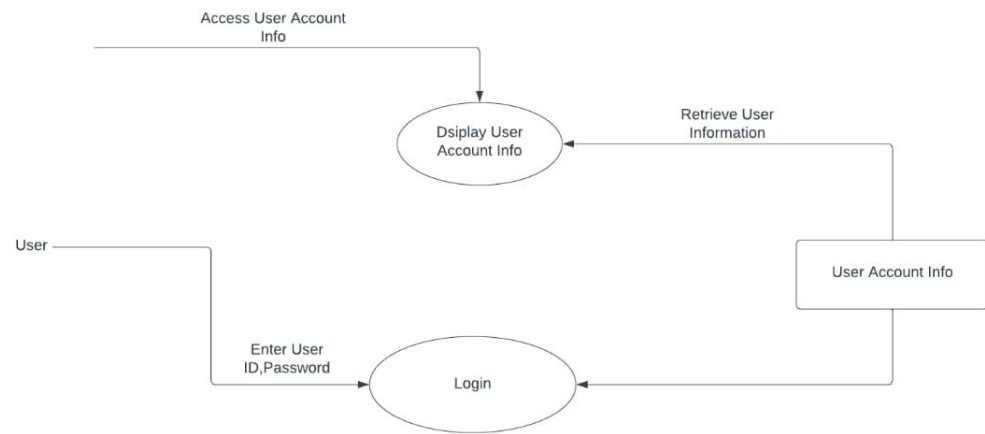 Access User Account
Info
Dsiplay User
Account Info
Retrieve User
Information
User
User Account Info
Enter User
ID,Password
Login